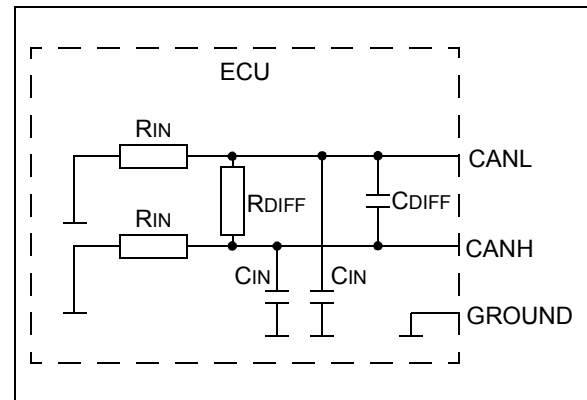 ECU
RIN
CANL
RDIFF
CDIFF
RIN
CANH
CIN
CIN
GROUND